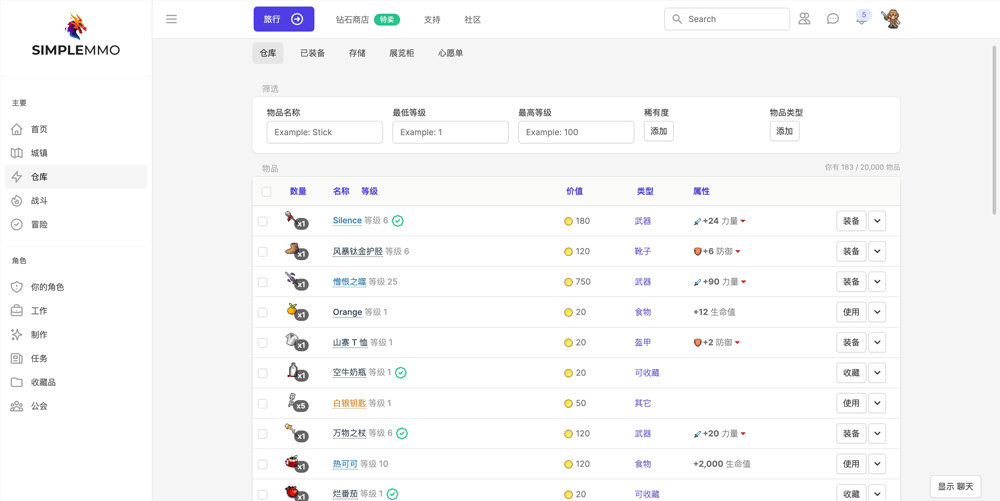 旅行 钻石商店 特卖 支持 社区 Search 5
SIMPLEMMO
主要
首页
城镇
仓库
战斗
冒险
角色
你的角色
工作
制作
任务
收藏品
公会
仓库 已装备 存储 展览柜 心愿单
筛选
物品名称 最低等级 最高等级 稀有度 物品类型
Example: Stick Example: 1 Example: 100 添加 添加
物品 你有 183 / 20,000 物品
数量 名称 等级 价值 类型 属性
x1 Silence 等级 6 180 武器 +24 力量 装备
x1 风暴钛金护胫 等级 6 120 靴子 +6 防御 装备
x1 憎恨之噬 等级 25 750 武器 +90 力量 装备
x1 Orange 等级 1 20 食物 +12 生命值 使用
x1 山寨 T 恤 等级 1 20 盔甲 +2 防御 装备
x1 空牛奶瓶 等级 1 20 可收藏 收藏
x5 白银钥匙 等级 1 50 其它 使用
x1 万物之杖 等级 6 120 武器 +20 力量 装备
x1 热可可 等级 10 120 食物 +2,000 生命值 使用
x1 烂番茄 等级 1 20 可收藏 收藏
显示 聊天